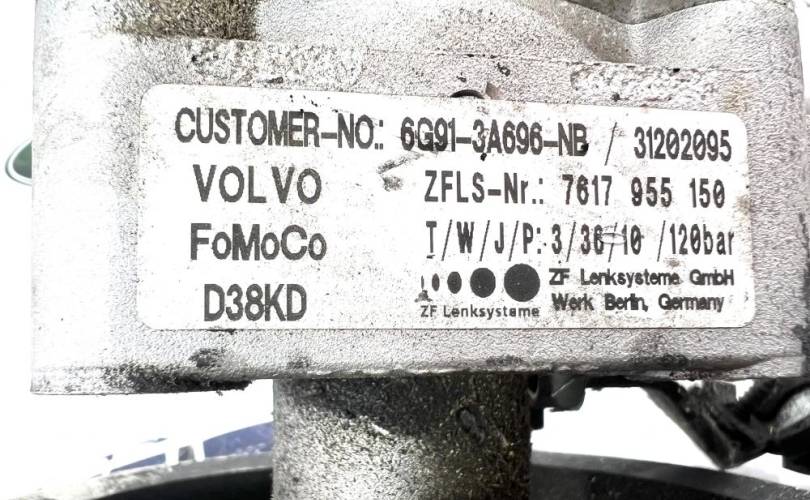 CUSTOMER-NO.: 6G91-3A696-NB / 31202095
VOLVO ZFLS-Nr.: 7617 955 150
FoMoCo T/W/J/P: 3/36/10 /120bar
D38KD ZF Lenksysteme ZF Lenksysteme GmbH
Werk Berlin, Germany